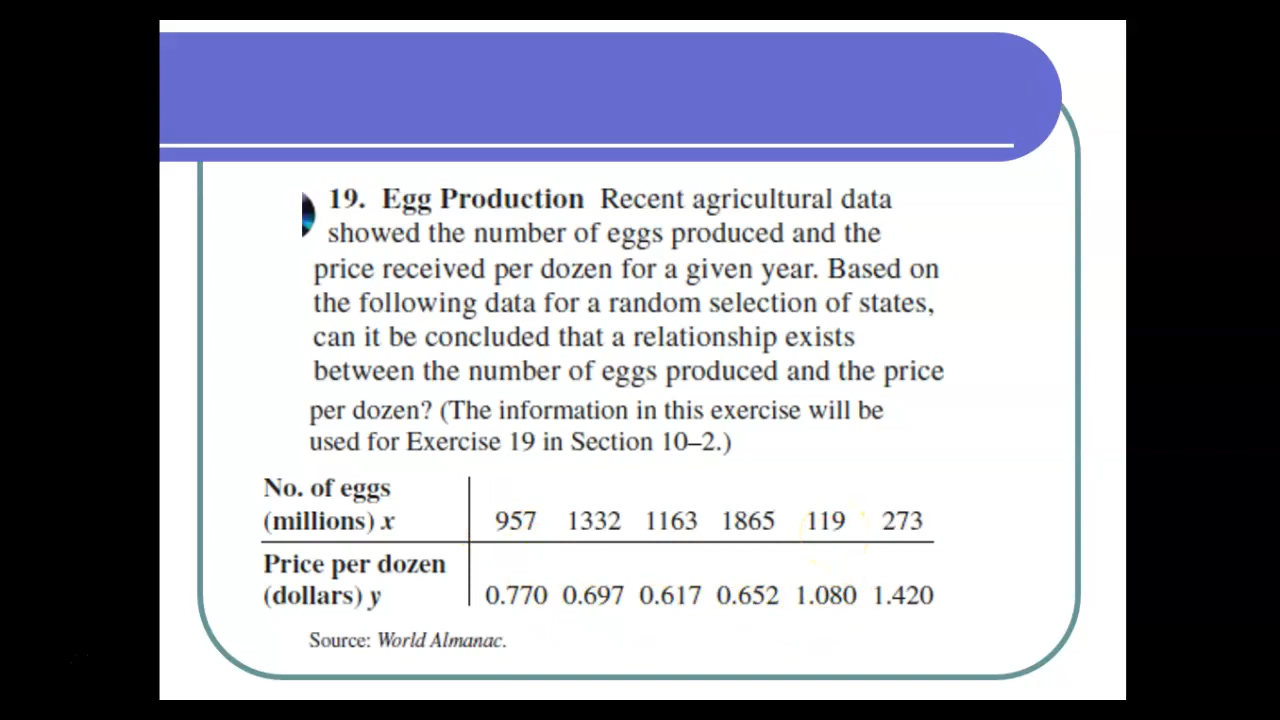 19. Egg Production Recent agricultural data
showed the number of eggs produced and the
price received per dozen for a given year. Based on
the following data for a random selection of states,
can it be concluded that a relationship exists
between the number of eggs produced and the price
per dozen? (The information in this exercise will be
used for Exercise 19 in Section 10–2.)
No. of eggs
(millions) x 957 1332 1163 1865 119 273
Price per dozen
(dollars) y 0.770 0.697 0.617 0.652 1.080 1.420
Source: World Almanac.